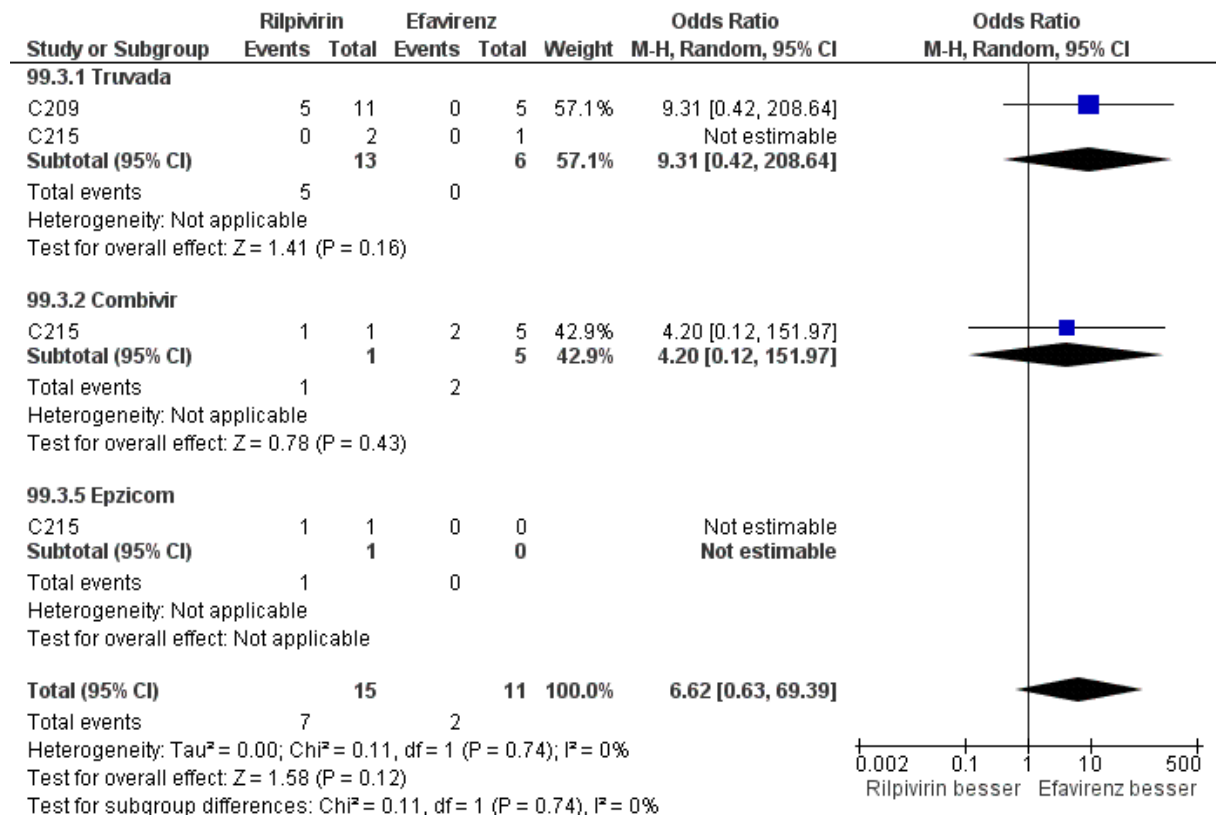 Rilpivirin Efavirenz Odds Ratio Odds Ratio
Study or Subgroup Events Total Events Total Weight M-H, Random, 95% CI M-H, Random, 95% CI
99.3.1 Truvada
C209 5 11 0 5 57.1% 9.31 [0.42, 208.64]
C215 0 2 0 1 Not estimable
Subtotal (95% CI) 13 6 57.1% 9.31 [0.42, 208.64]
Total events 5 0
Heterogeneity: Not applicable
Test for overall effect: Z = 1.41 (P = 0.16)
99.3.2 Combivir
C215 1 1 2 5 42.9% 4.20 [0.12, 151.97]
Subtotal (95% CI) 1 5 42.9% 4.20 [0.12, 151.97]
Total events 1 2
Heterogeneity: Not applicable
Test for overall effect: Z = 0.78 (P = 0.43)
99.3.5 Epzicom
C215 1 1 0 0 Not estimable
Subtotal (95% CI) 1 0 Not estimable
Total events 1 0
Heterogeneity: Not applicable
Test for overall effect: Not applicable
Total (95% CI) 15 11 100.0% 6.62 [0.63, 69.39]
Total events 7 2
Heterogeneity: Tau² = 0.00; Chi² = 0.11, df = 1 (P = 0.74); I² = 0%
Test for overall effect: Z = 1.58 (P = 0.12)
Test for subgroup differences: Chi² = 0.11, df = 1 (P = 0.74), I² = 0%
0.002 0.1 1 10 500
Rilpivirin besser Efavirenz besser